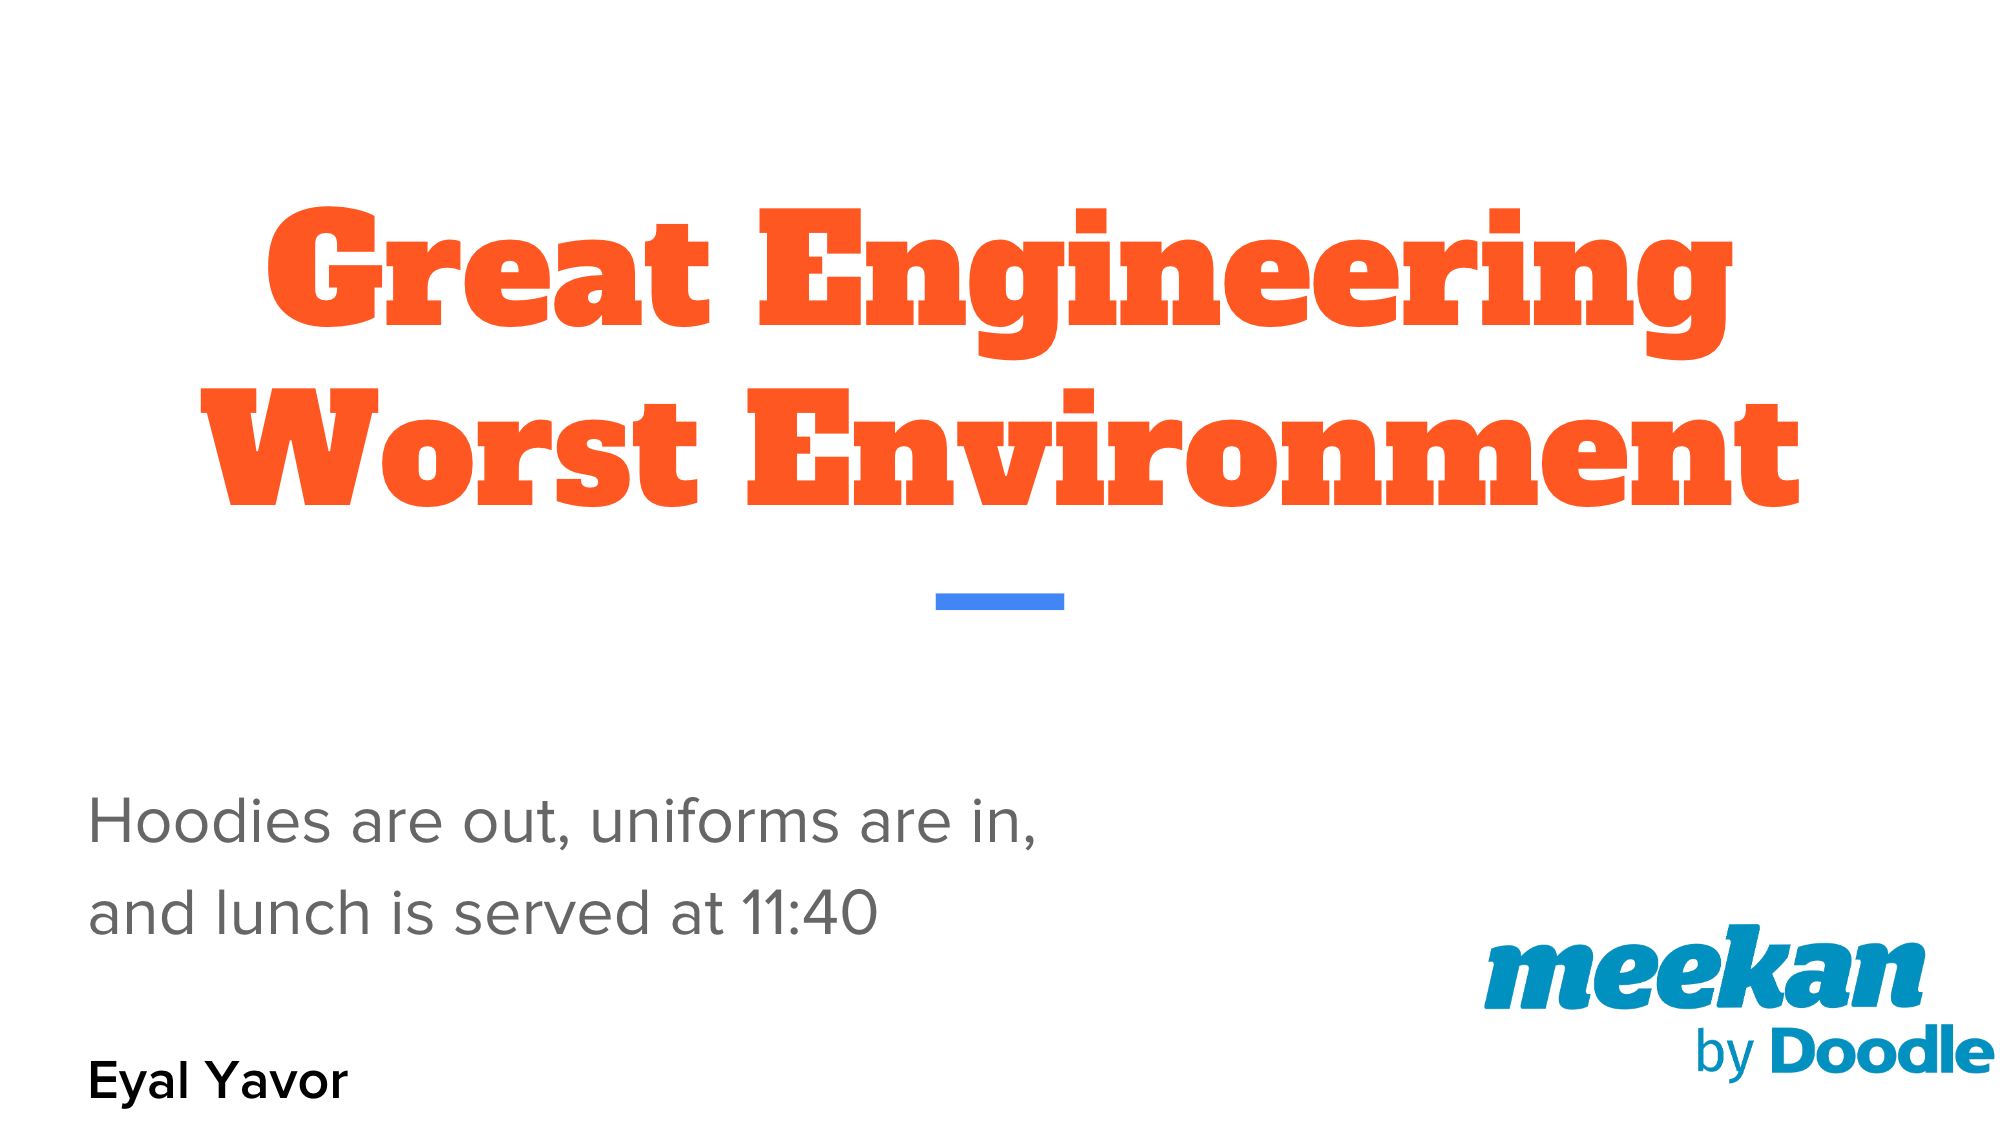 Great Engineering
Worst Environment
Hoodies are out, uniforms are in,
and lunch is served at 11:40
Eyal Yavor
meekan
by Doodle